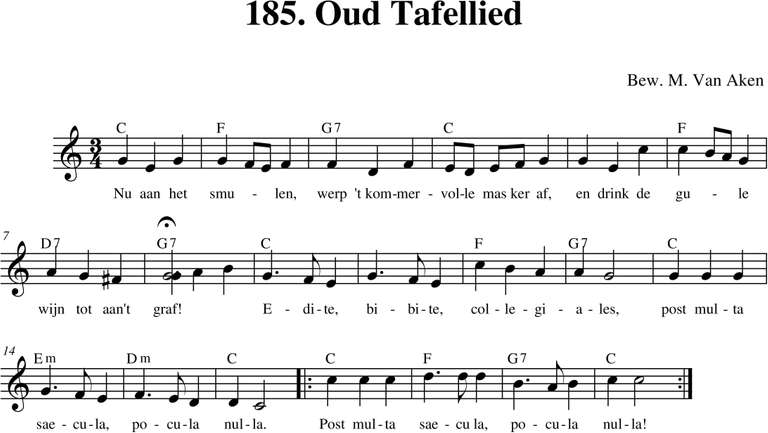 185. Oud Tafellied
Bew. M. Van Aken
C F G7 C F
Nu aan het smu - len, werp 't kom-mer - vol-le mas ker af, en drink de gu - le
7 D7 G7 C F G7 C
wijn tot aan't graf! E - di-te, bi - bi-te, col - le - gi - a - les, post mul - ta
14 Em Dm C C F G7 C
sae - cu - la, po - cu - la nul - la. Post mul - ta sae - cu la, po - cu - la nul - la!